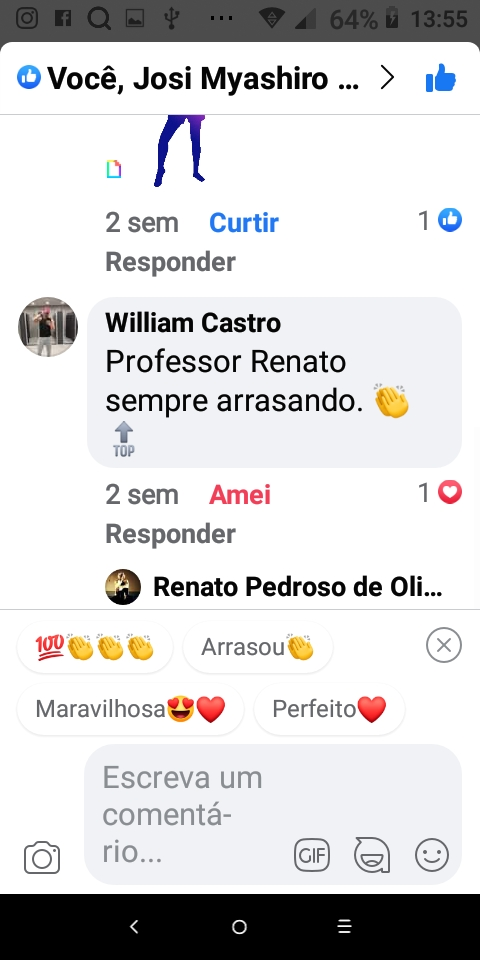 64% 13:55
Você, Josi Myashiro ...
2 sem Curtir 1
Responder
William Castro
Professor Renato
sempre arrasando. 👏
🔝
2 sem Amei 1
Responder
Renato Pedroso de Oli...
💯👏👏👏 Arrasou👏
Maravilhosa😍❤️ Perfeito❤️
Escreva um
comentá-
rio... GIF